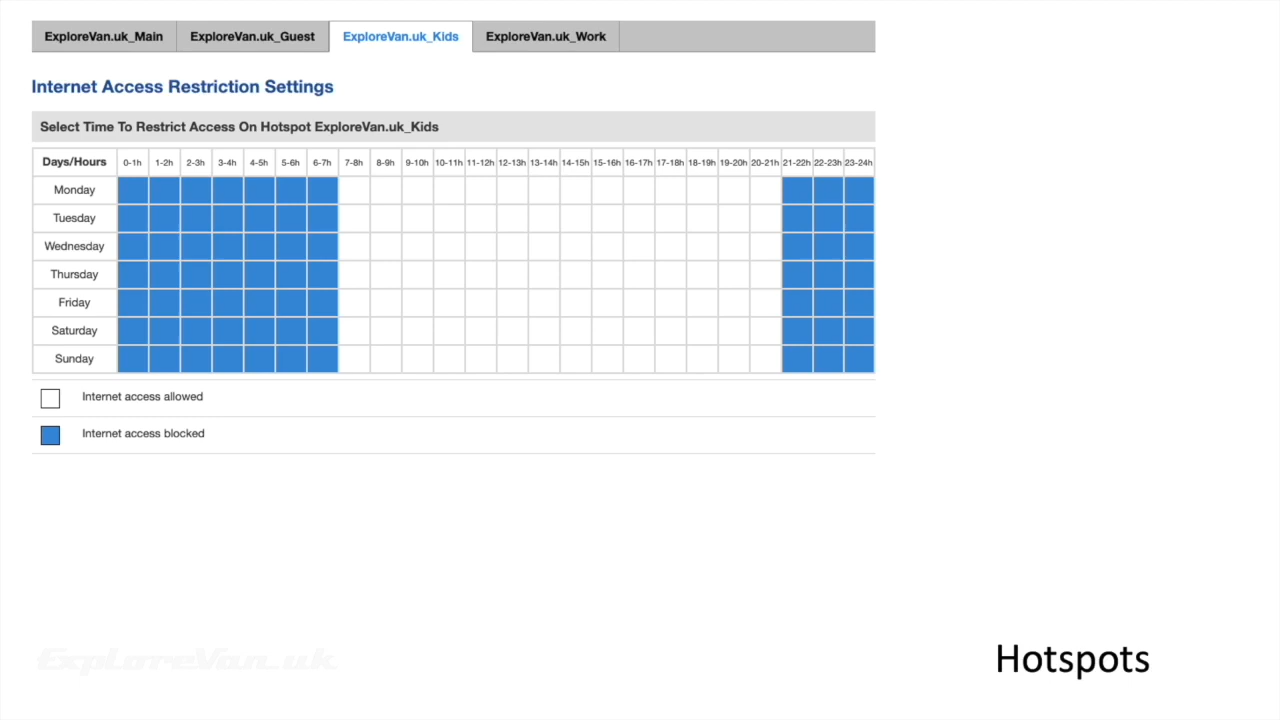 ExploreVan.uk_Main ExploreVan.uk_Guest ExploreVan.uk_Kids ExploreVan.uk_Work
Internet Access Restriction Settings
Select Time To Restrict Access On Hotspot ExploreVan.uk_Kids
Days/Hours 0-1h 1-2h 2-3h 3-4h 4-5h 5-6h 6-7h 7-8h 8-9h 9-10h 10-11h 11-12h 12-13h 13-14h 14-15h 15-16h 16-17h 17-18h 18-19h 19-20h 20-21h 21-22h 22-23h 23-24h
Monday
Tuesday
Wednesday
Thursday
Friday
Saturday
Sunday
Internet access allowed
Internet access blocked
ExploreVan.uk
Hotspots